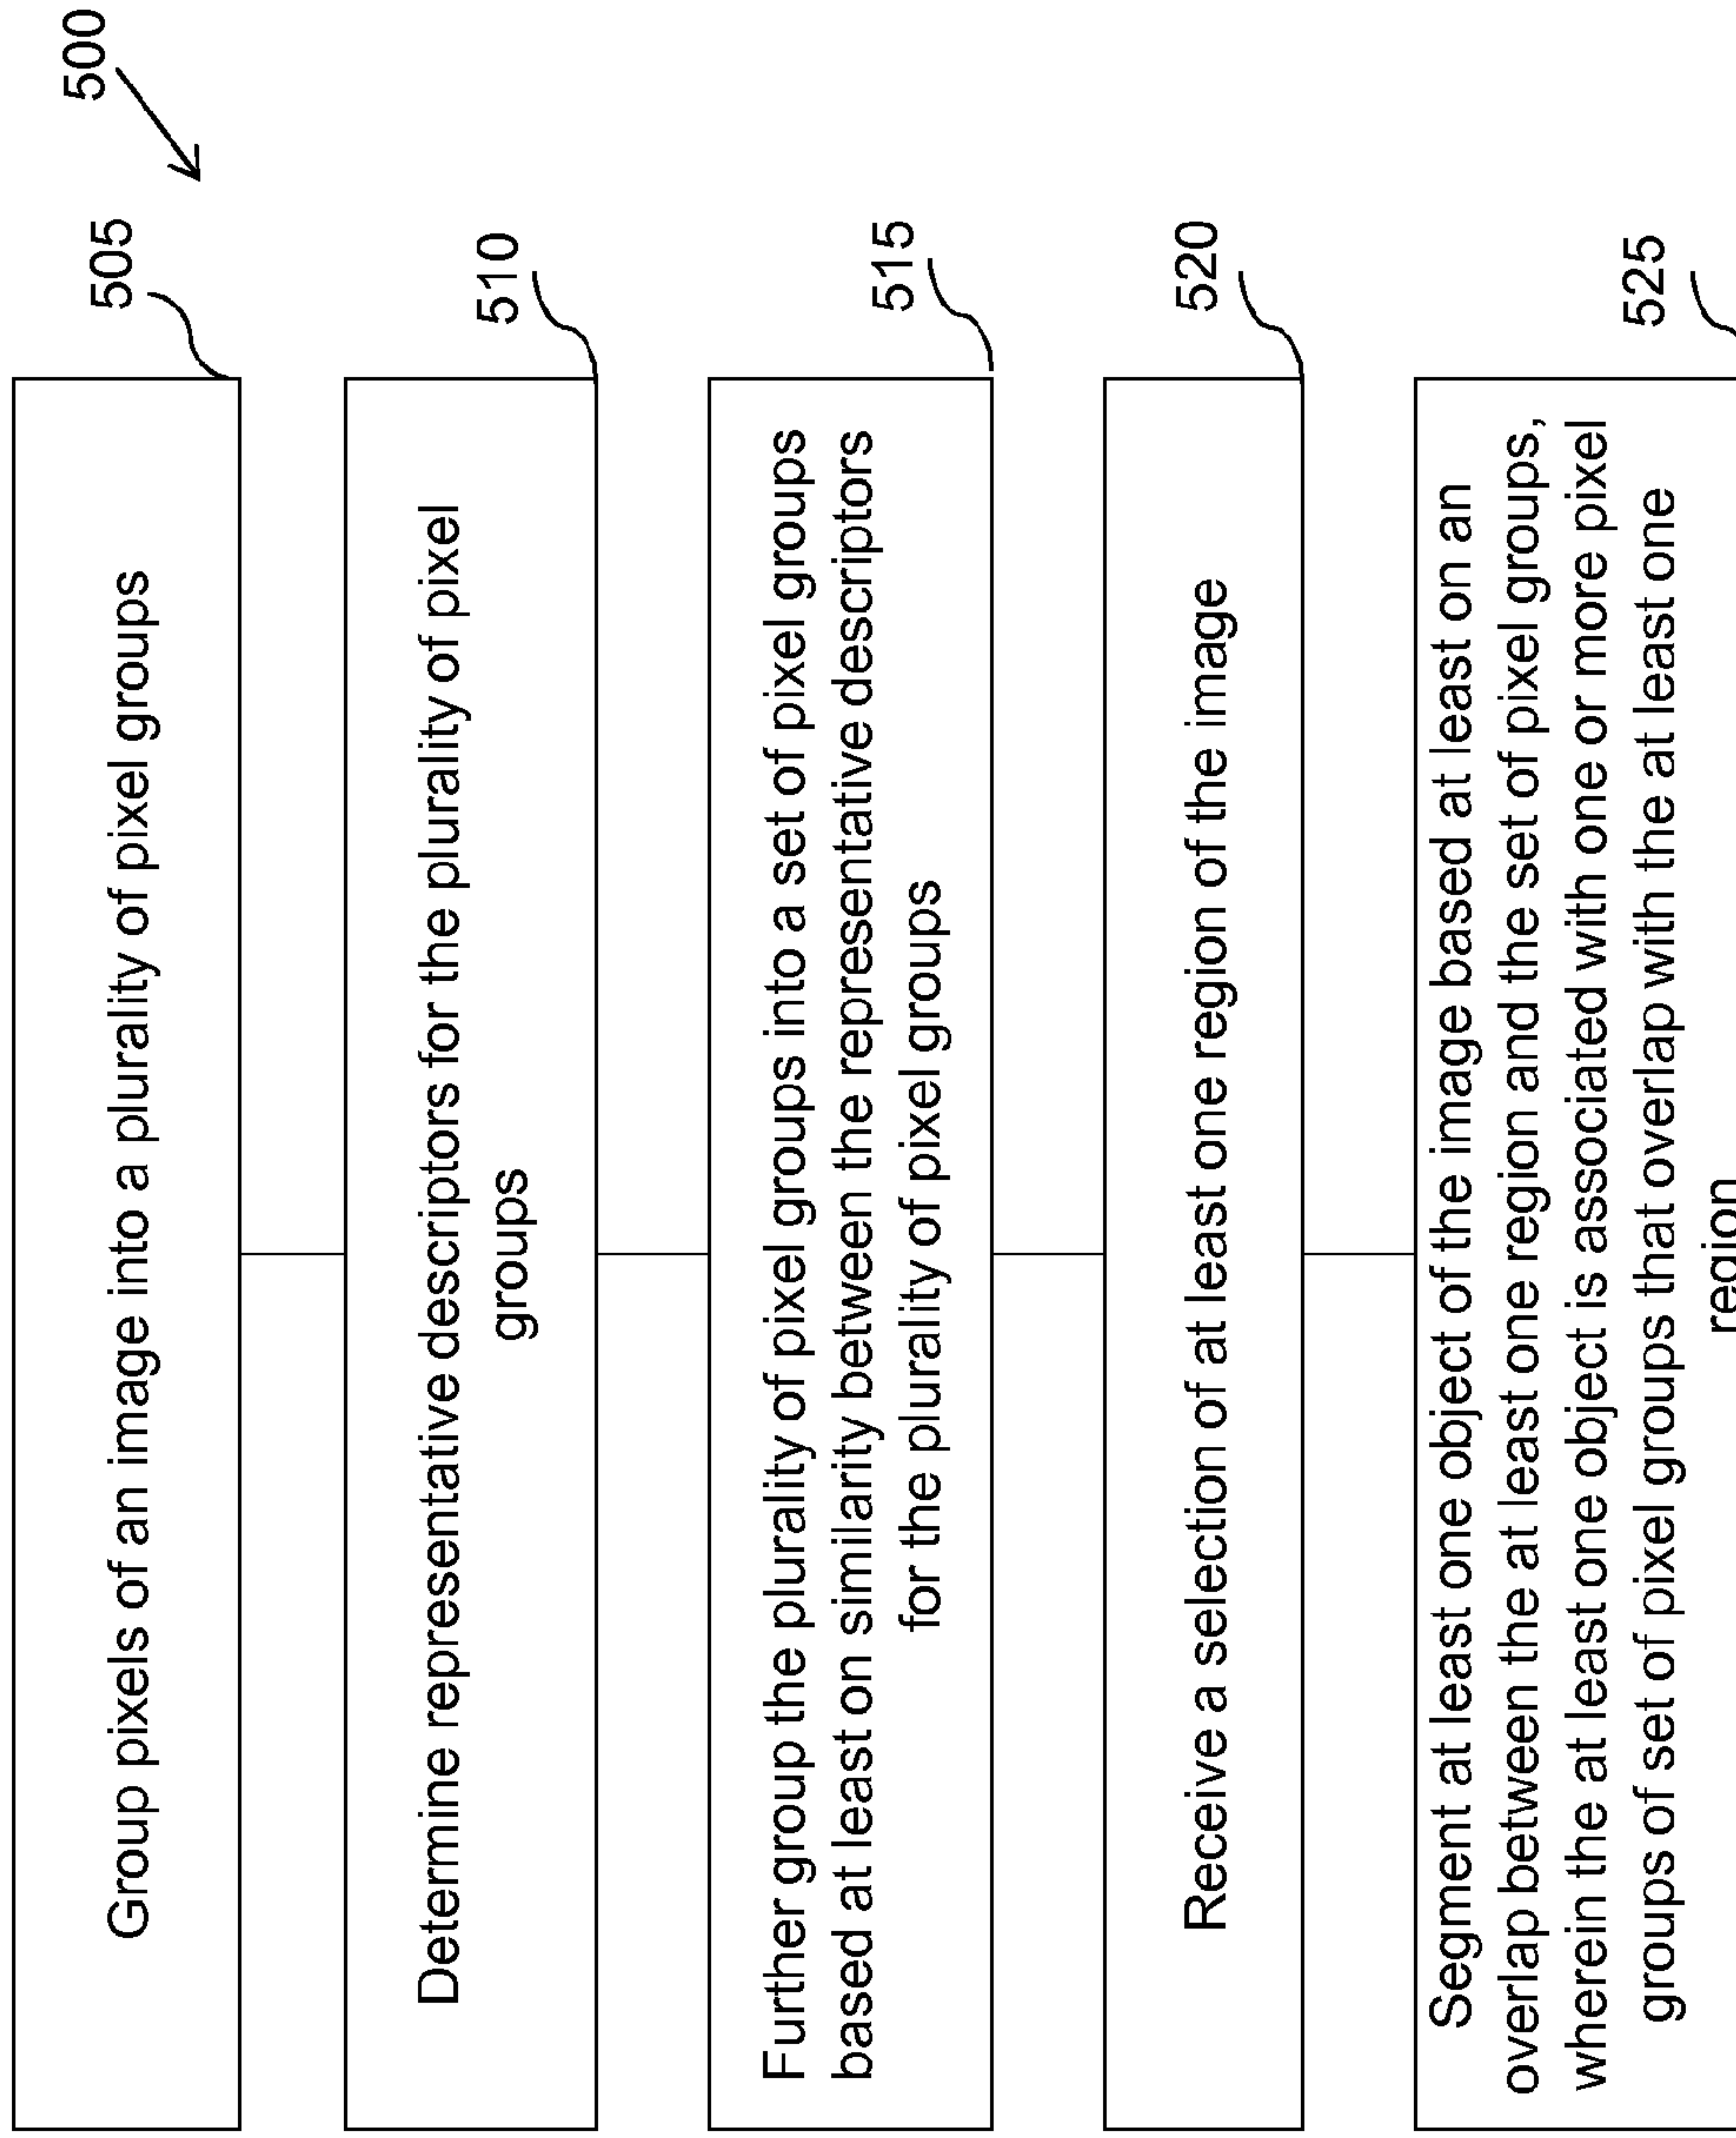 500
505
Group pixels of an image into a plurality of pixel groups
510
Determine representative descriptors for the plurality of pixel
groups
515
Further group the plurality of pixel groups into a set of pixel groups
based at least on similarity between the representative descriptors
for the plurality of pixel groups
520
Receive a selection of at least one region of the image
525
Segment at least one object of the image based at least on an
overlap between the at least one region and the set of pixel groups,
wherein the at least one object is associated with one or more pixel
groups of set of pixel groups that overlap with the at least one
region